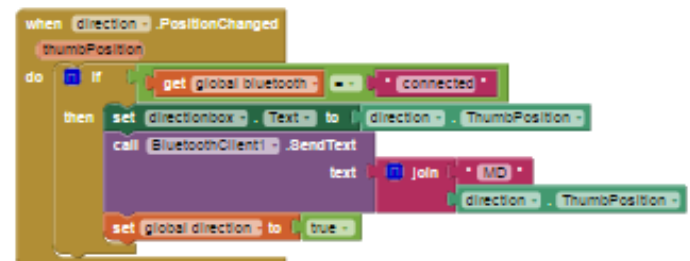 when direction .PositionChanged
thumbPosition
do if get global bluetooth = " connected "
then set directionbox . Text to direction . ThumbPosition
call BluetoothClient1 .SendText
text join " MD "
direction . ThumbPosition
set global direction to true